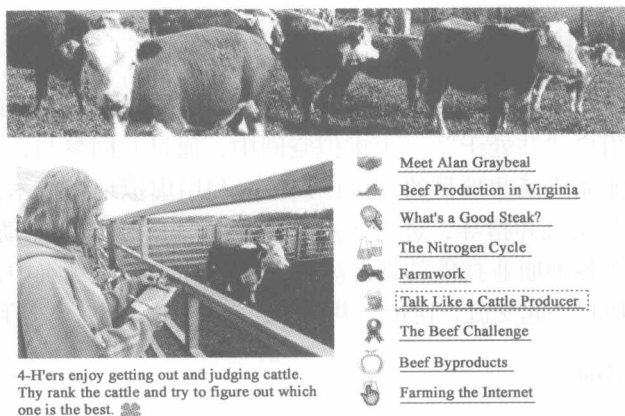 Meet Alan Graybeal
Beef Production in Virginia
What's a Good Steak?
The Nitrogen Cycle
Farmwork
Talk Like a Cattle Producer
The Beef Challenge
Beef Byproducts
Farming the Internet
4-H'ers enjoy getting out and judging cattle.
Thy rank the cattle and try to figure out which
one is the best.